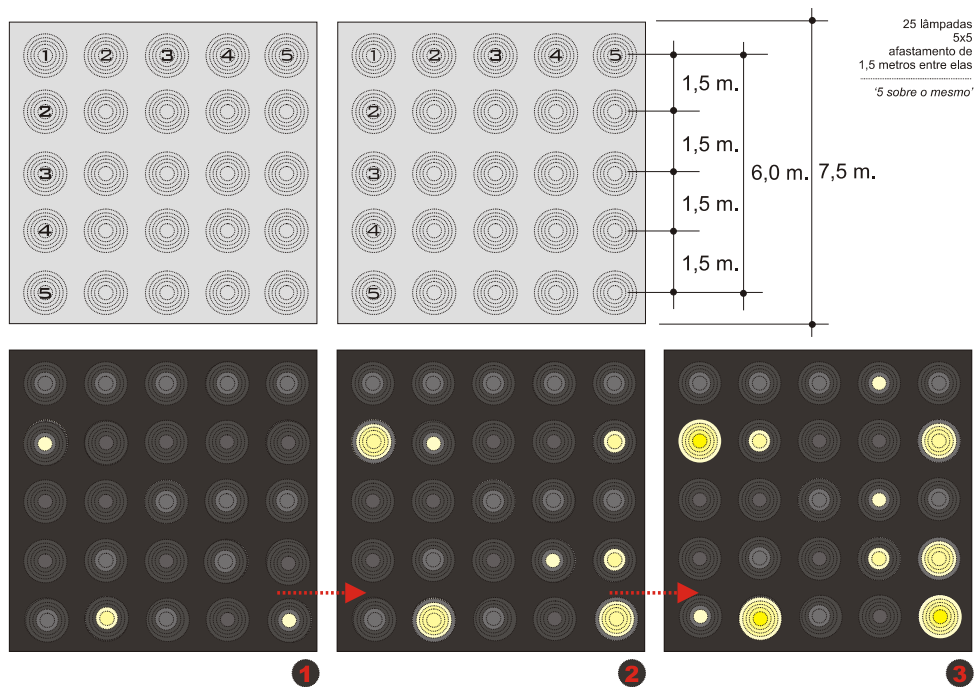 1 2 3 4 5
2
3
4
5
1 2 3 4 5
2
3
4
5
1,5 m.
1,5 m.
1,5 m.
1,5 m.
6,0 m.
7,5 m.
25 lâmpadas
5x5
afastamento de
1,5 metros entre elas
‘5 sobre o mesmo’
1
2
3